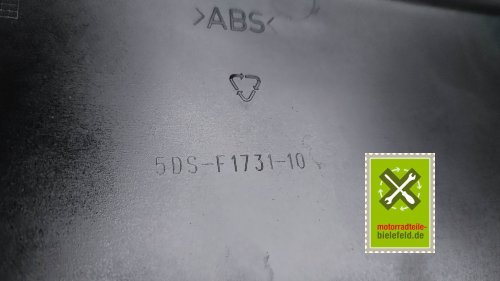 >ABS<
5DS-F1731-10
motorradteile-
bielefeld.de